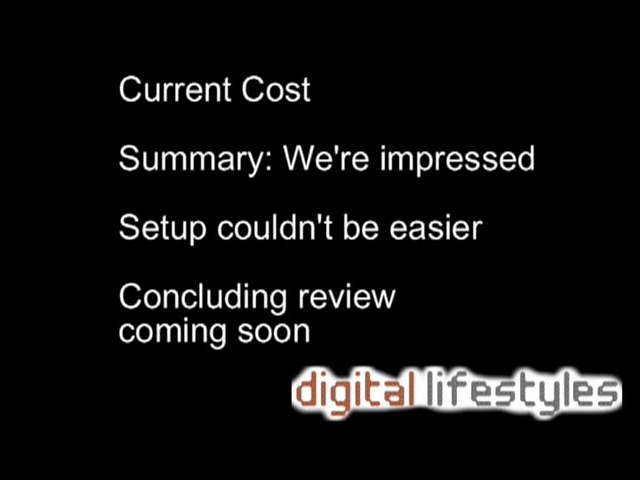 Current Cost
Summary: We're impressed
Setup couldn't be easier
Concluding review
coming soon
digital lifestyles